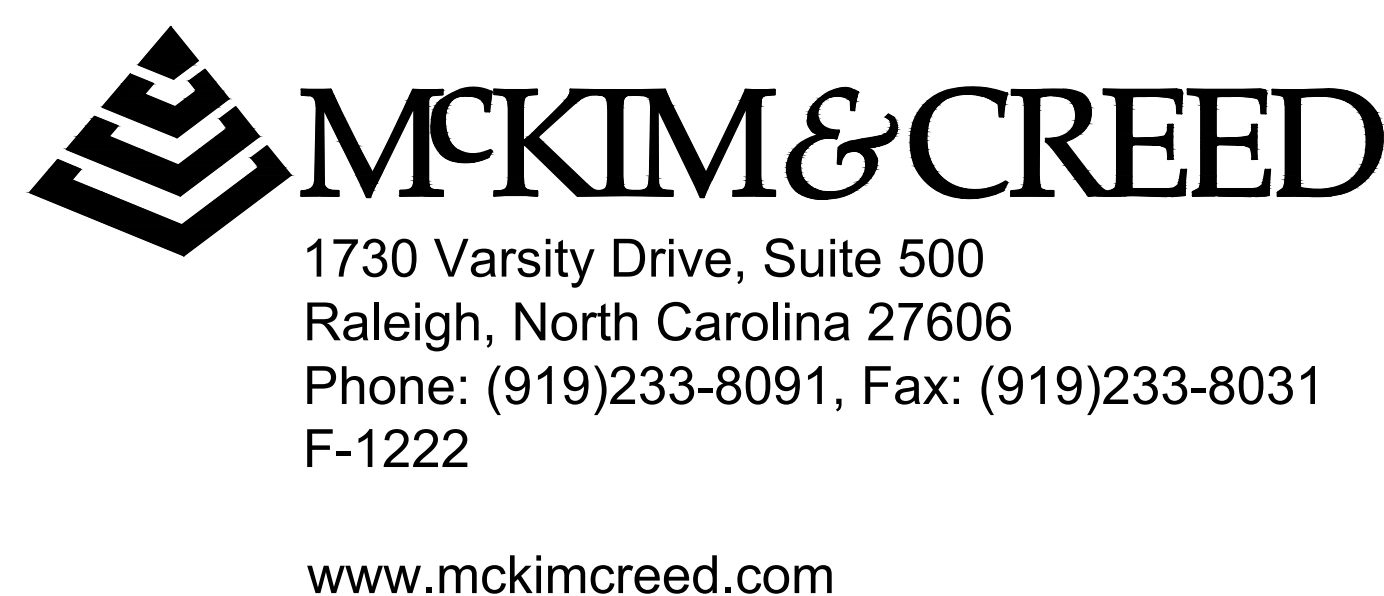 McKIM & CREED
1730 Varsity Drive, Suite 500
Raleigh, North Carolina 27606
Phone: (919)233-8091, Fax: (919)233-8031
F-1222
www.mckimcreed.com